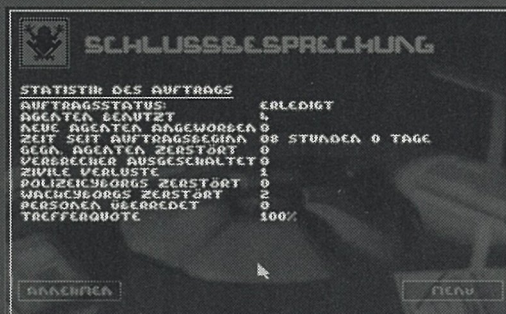 SCHLUSSBESPRECHUNG
STATISTIK DES AUFTRAGS
AUFTRAGSSTATUS: ERLEDIGT
AGENTEN BENUTZT 4
NEUE AGENTEN ANGEWORBEN 0
ZEIT SEIT AUFTRAGSBEGINN 08 STUNDEN 0 TAGE
GEGN. AGENTEN ZERSTÖRT 0
VERBRECHER AUSGESCHALTET 0
ZIVILE VERLUSTE 1
POLIZEICYBORGS ZERSTÖRT 0
WACHCYBORGS ZERSTÖRT 2
PERSONEN ÜBERREDET 0
TREFFERQUOTE 100%
ANNEHMEN MENU